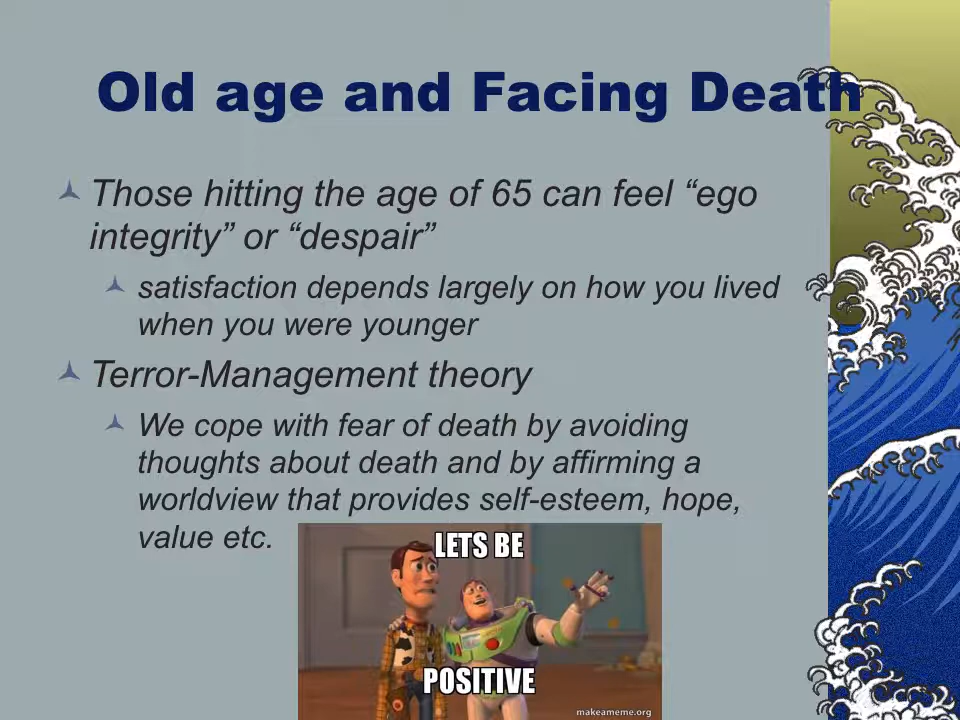 Old age and Facing Death
Those hitting the age of 65 can feel “ego
integrity” or “despair”
satisfaction depends largely on how you lived
when you were younger
Terror-Management theory
We cope with fear of death by avoiding
thoughts about death and by affirming a
worldview that provides self-esteem, hope,
value etc.
LETS BE
POSITIVE
makeameme.org